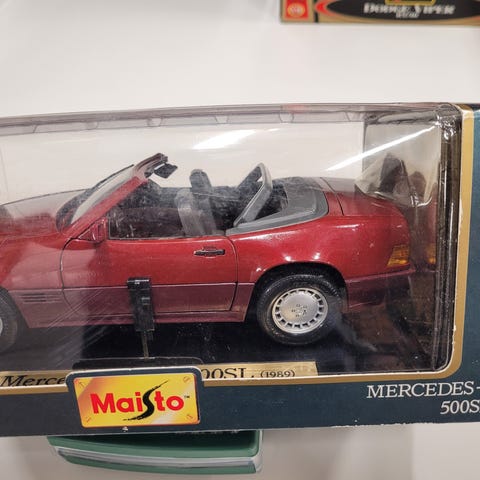 DODGE VIPER
Merce 00SL (1989)
MERCEDES-
500S
Maisto